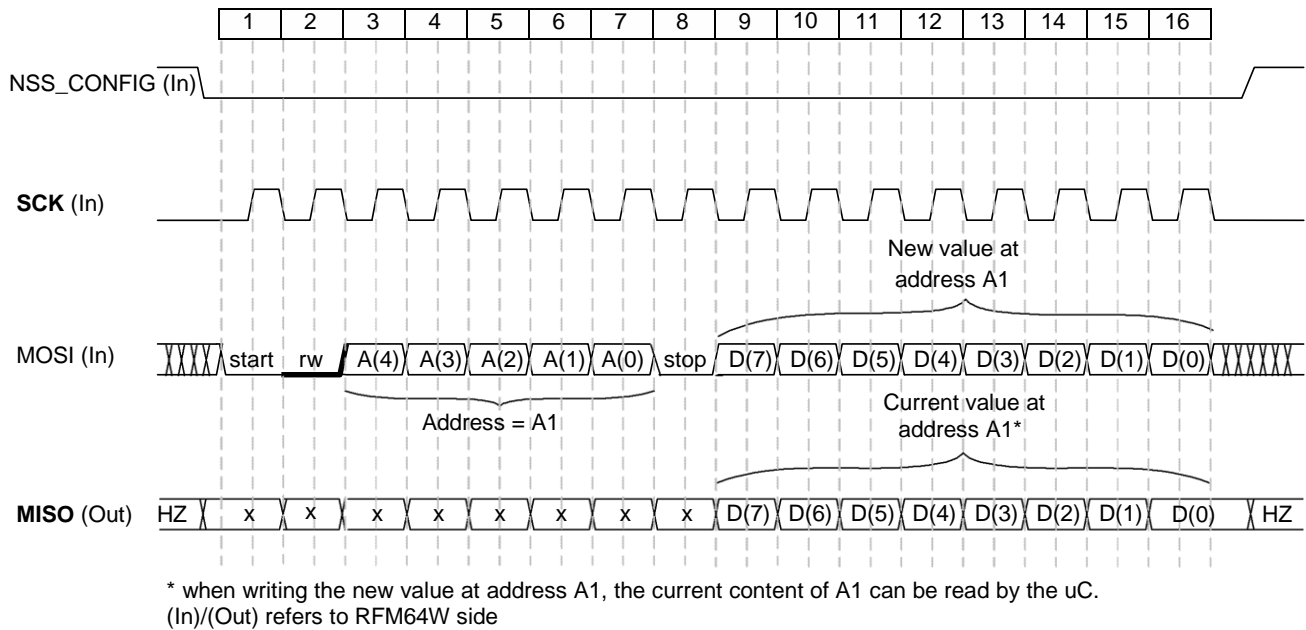 1 2 3 4 5 6 7 8 9 10 11 12 13 14 15 16
NSS_CONFIG (In)
SCK (In)
New value at
address A1
MOSI (In) start rw A(4) A(3) A(2) A(1) A(0) stop D(7) D(6) D(5) D(4) D(3) D(2) D(1) D(0)
Address = A1
Current value at
address A1*
MISO (Out) HZ x x x x x x x x D(7) D(6) D(5) D(4) D(3) D(2) D(1) D(0) HZ
* when writing the new value at address A1, the current content of A1 can be read by the uC.
(In)/(Out) refers to RFM64W side